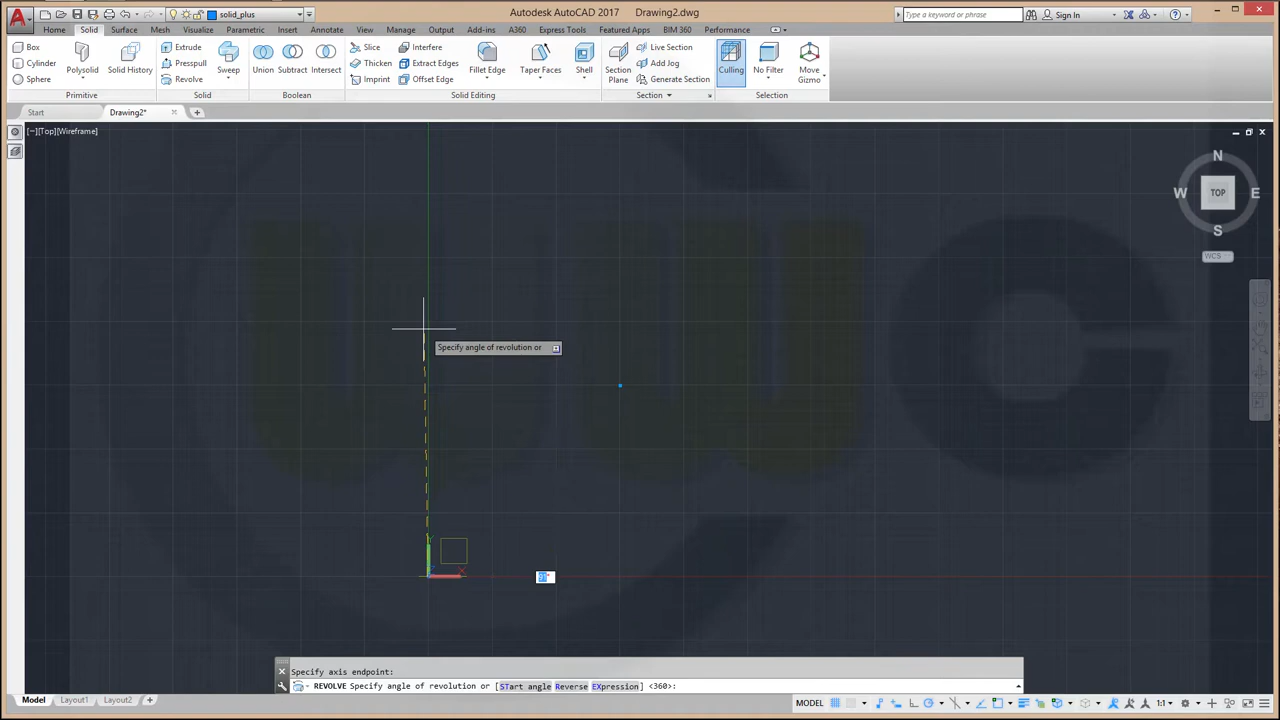 Autodesk AutoCAD 2017 Drawing2.dwg
solid_plus
Type a keyword or phrase
Sign In
Home Solid Surface Mesh Visualize Parametric Insert Annotate View Manage Output Add-ins A360 Express Tools Featured Apps BIM 360 Performance
Box
Cylinder
Sphere
Polysolid
Solid History
Primitive
Extrude
Presspull
Revolve
Sweep
Solid
Union
Subtract
Intersect
Boolean
Slice
Thicken
Imprint
Interfere
Extract Edges
Offset Edge
Fillet Edge
Taper Faces
Shell
Solid Editing
Section Plane
Live Section
Add Jog
Generate Section
Section
Culling
No Filter
Move Gizmo
Selection
Start Drawing2*
[−][Top][Wireframe]
N
W TOP E
S
WCS
Specify angle of revolution or
Y
X
Specify axis endpoint:
REVOLVE Specify angle of revolution or [STart angle Reverse EXpression] <360>:
Model Layout1 Layout2
MODEL
1:1